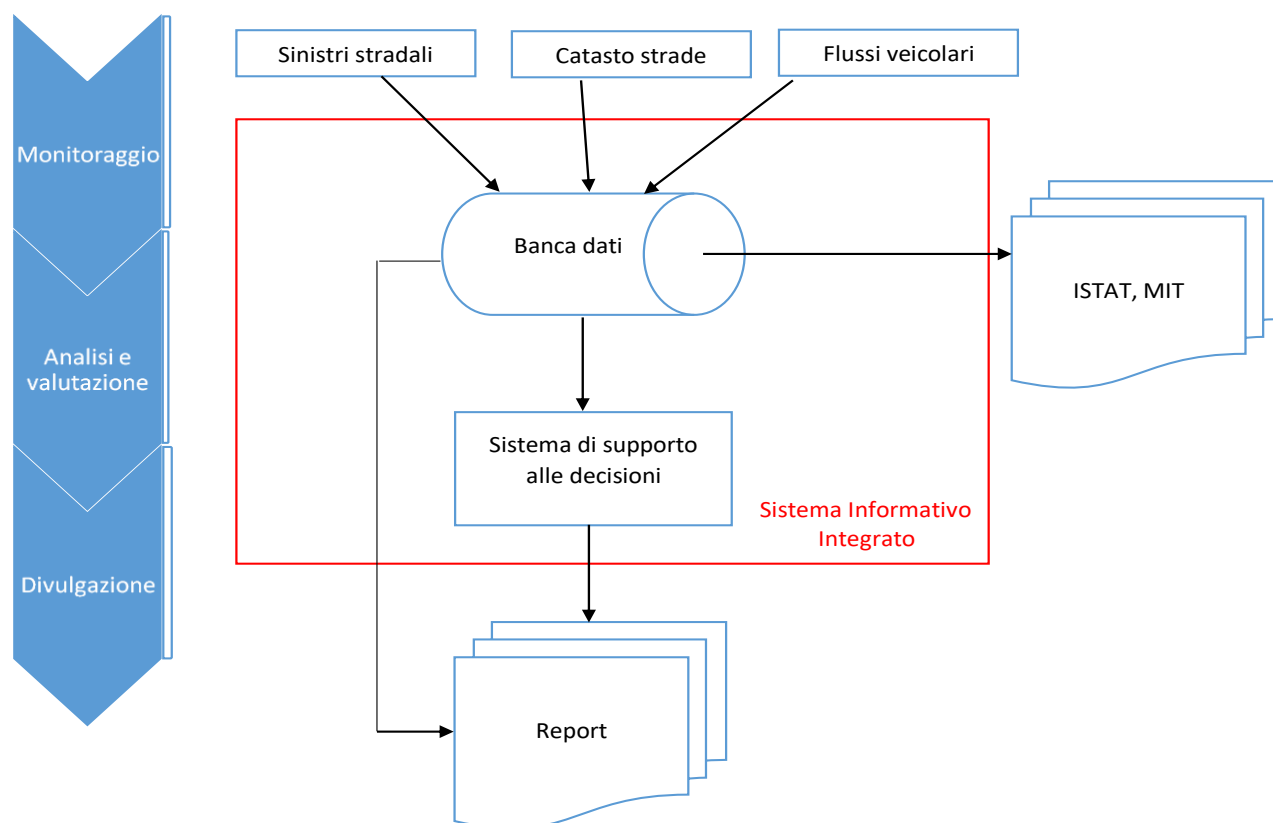 Sinistri stradali
Catasto strade
Flussi veicolari
Monitoraggio
Banca dati
ISTAT, MIT
Analisi e
valutazione
Sistema di supporto
alle decisioni
Sistema Informativo
Integrato
Divulgazione
Report